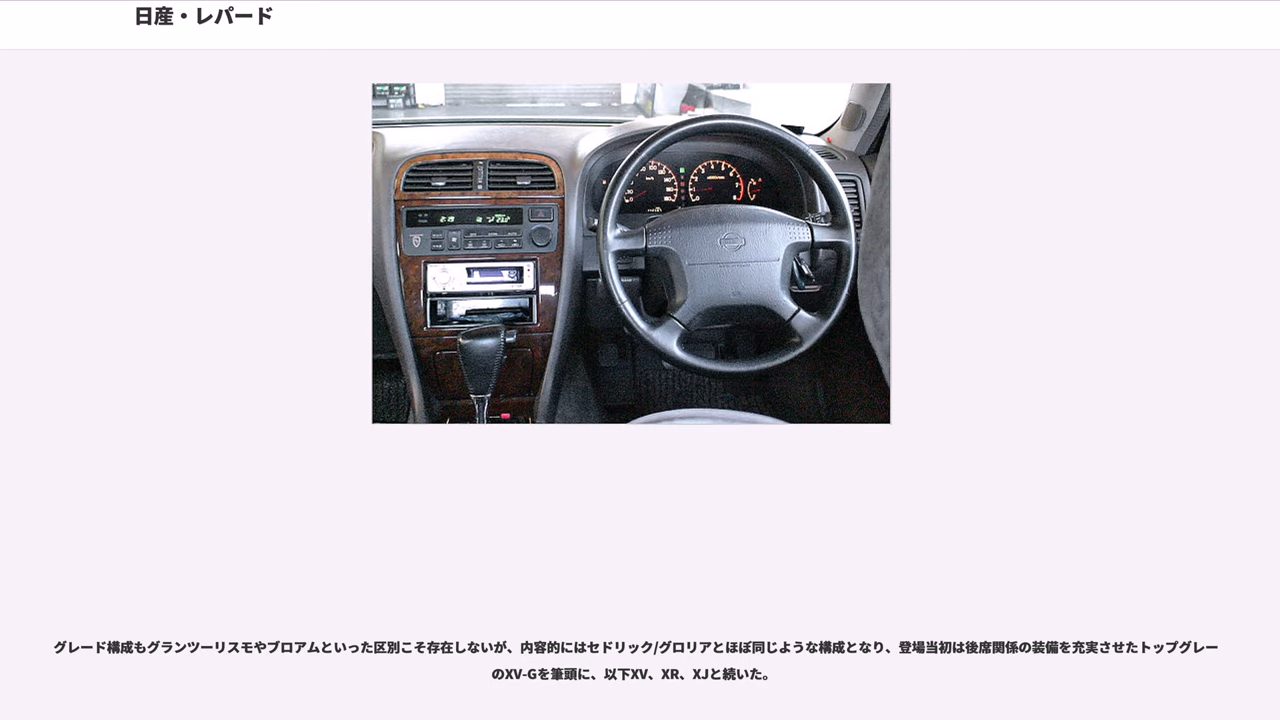 日産・レパード
グレード構成もグランツーリスモやブロアムといった区別こそ存在しないが、内容的にはセドリック/グロリアとほぼ同じような構成となり、登場当初は後席関係の装備を充実させたトップグレー
のXV-Gを筆頭に、以下XV、XR、XJと続いた。